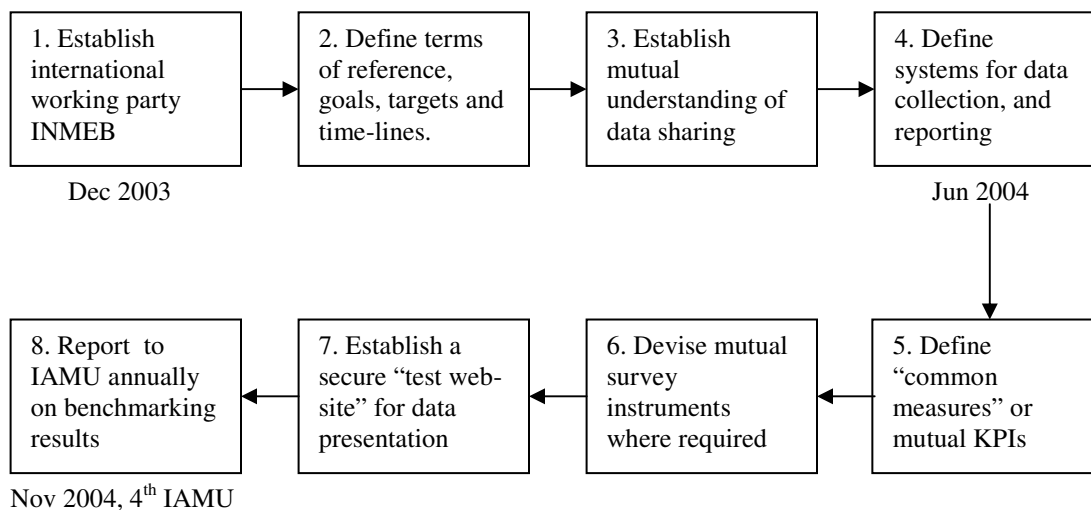 1. Establish
international
working party
INMEB
2. Define terms
of reference,
goals, targets and
time-lines.
3. Establish
mutual
understanding of
data sharing
4. Define
systems for data
collection, and
reporting
Dec 2003
Jun 2004
5. Define
“common
measures” or
mutual KPIs
6. Devise mutual
survey
instruments
where required
7. Establish a
secure “test web-
site” for data
presentation
8. Report to
IAMU annually
on benchmarking
results
Nov 2004, 4th IAMU